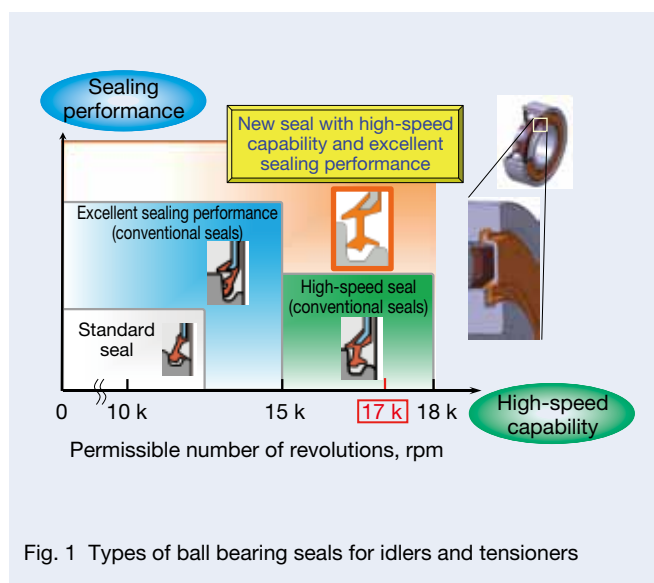 Sealing
performance
New seal with high-speed
capability and excellent
sealing performance
Excellent sealing performance
(conventional seals)
High-speed seal
(conventional seals)
Standard
seal
0
10 k
15 k
17 k
18 k
High-speed
capability
Permissible number of revolutions, rpm
Fig. 1 Types of ball bearing seals for idlers and tensioners